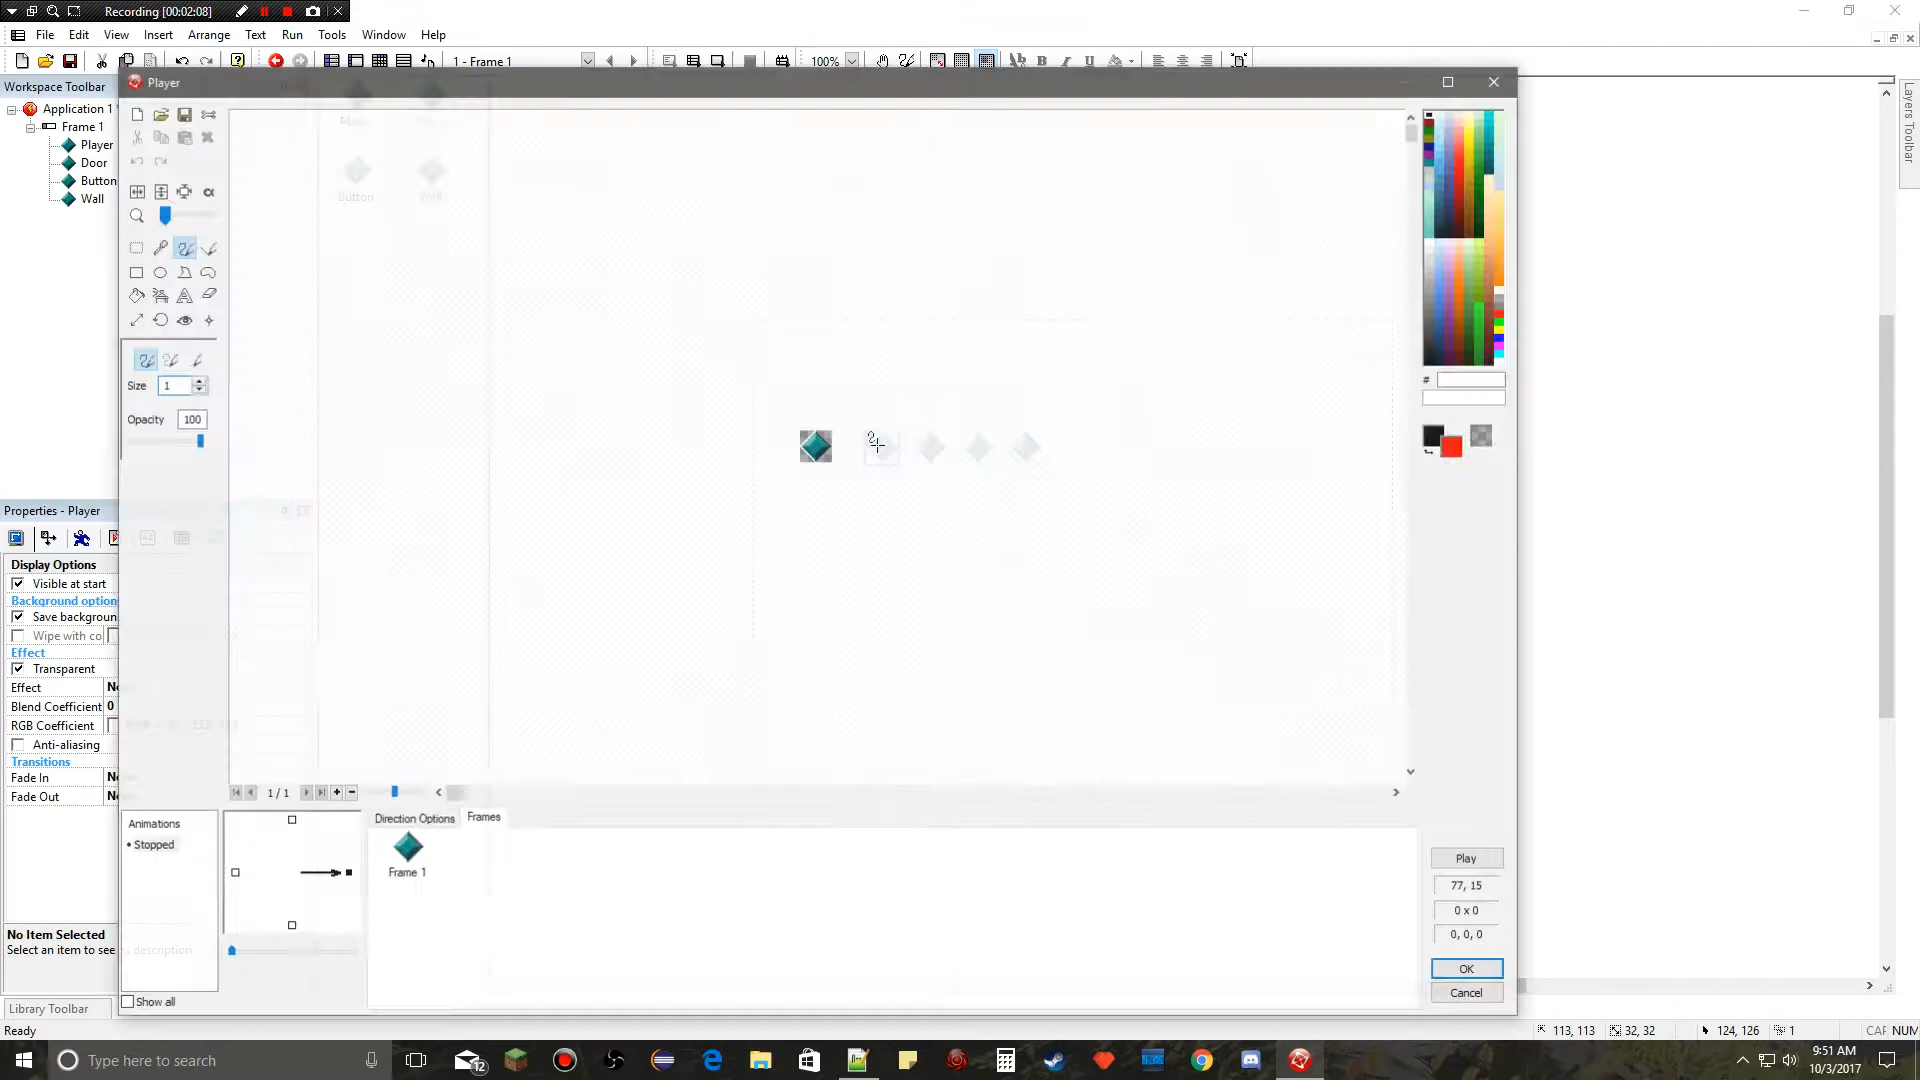 Recording [00:02:08]
File Edit View Insert Arrange Text Run Tools Window Help
1 - Frame 1
100%
Workspace Toolbar
Application 1
Frame 1
Player
Door
Button
Wall
Player
Button
Wall
Layers Toolbar
Size 1
Opacity 100
#
Properties - Player
Display Options
Visible at start
Background option
Save backgroun
Wipe with co
Effect
Transparent
Effect
Blend Coefficient 0
RGB Coefficient
Anti-aliasing
Transitions
Fade In
Fade Out
1 / 1
Animations
• Stopped
Show all
Direction Options Frames
Frame 1
Play
77, 15
0 x 0
0, 0, 0
OK
Cancel
No Item Selected
Select an item to see description
Library Toolbar
Ready
113, 113 32, 32 124, 126 1 CAP NUM
Type here to search
12
9:51 AM
10/3/2017